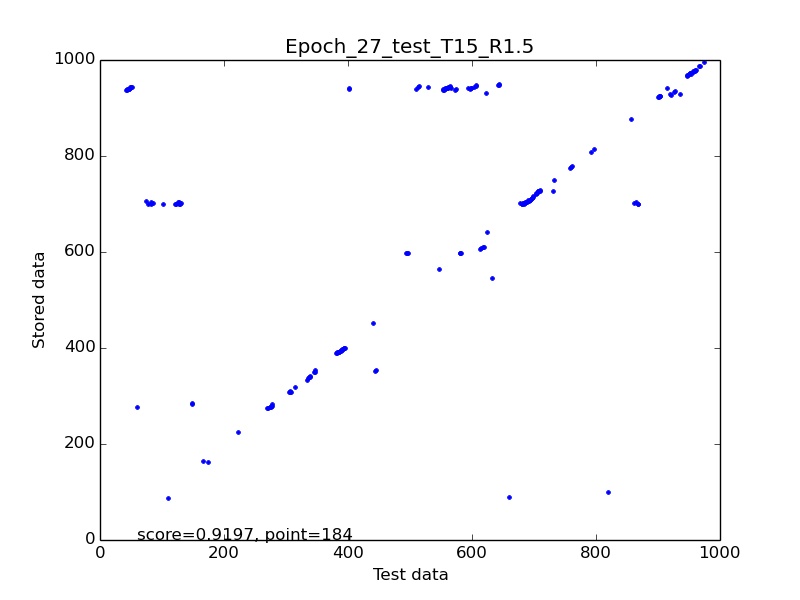 Epoch_27_test_T15_R1.5
1000
800
600
400
200
0
Stored data
score=0.9197, point=184
0 200 400 600 800 1000
Test data